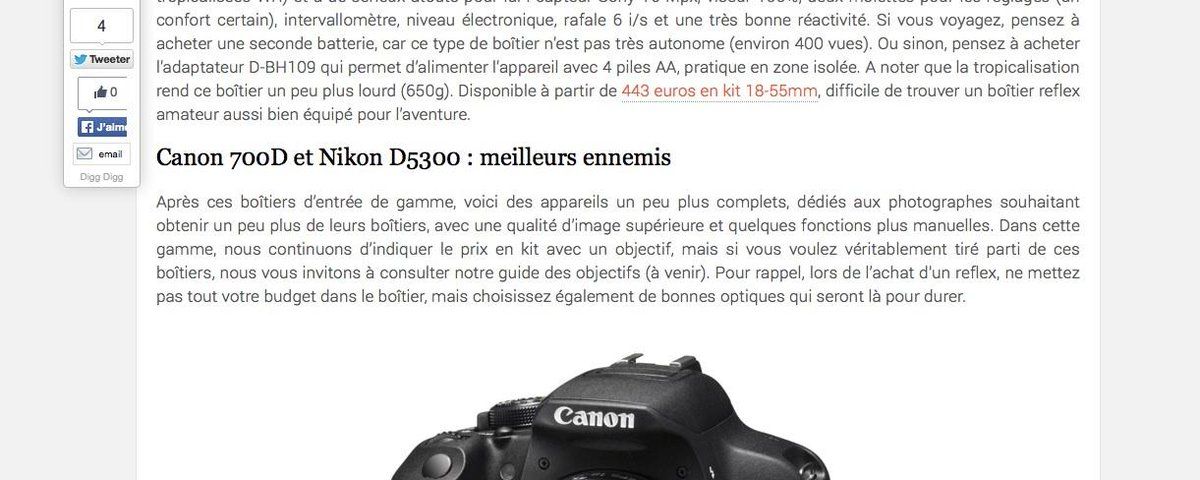 confort certain), intervallomètre, niveau électronique, rafale 6 i/s et une très bonne réactivité. Si vous voyagez, pensez à
acheter une seconde batterie, car ce type de boîtier n’est pas très autonome (environ 400 vues). Ou sinon, pensez à acheter
l’adaptateur D-BH109 qui permet d’alimenter l’appareil avec 4 piles AA, pratique en zone isolée. A noter que la tropicalisation
rend ce boîtier un peu plus lourd (650g). Disponible à partir de 443 euros en kit 18-55mm, difficile de trouver un boîtier reflex
amateur aussi bien équipé pour l’aventure.
4
Tweeter
0
J’aime
email
Digg Digg
Canon 700D et Nikon D5300 : meilleurs ennemis
Après ces boîtiers d’entrée de gamme, voici des appareils un peu plus complets, dédiés aux photographes souhaitant
obtenir un peu plus de leurs boîtiers, avec une qualité d’image supérieure et quelques fonctions plus manuelles. Dans cette
gamme, nous continuons d’indiquer le prix en kit avec un objectif, mais si vous voulez véritablement tiré parti de ces
boîtiers, nous vous invitons à consulter notre guide des objectifs (à venir). Pour rappel, lors de l’achat d’un reflex, ne mettez
pas tout votre budget dans le boîtier, mais choisissez également de bonnes optiques qui seront là pour durer.
Canon